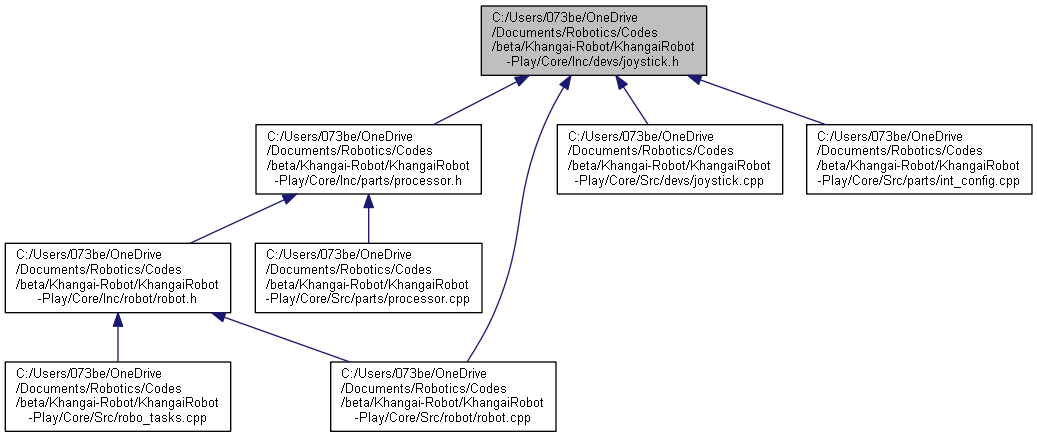 C:/Users/073be/OneDrive
/Documents/Robotics/Codes
/beta/Khangai-Robot/KhangaiRobot
-Play/Core/Inc/devs/joystick.h
C:/Users/073be/OneDrive
/Documents/Robotics/Codes
/beta/Khangai-Robot/KhangaiRobot
-Play/Core/Inc/parts/processor.h
C:/Users/073be/OneDrive
/Documents/Robotics/Codes
/beta/Khangai-Robot/KhangaiRobot
-Play/Core/Src/devs/joystick.cpp
C:/Users/073be/OneDrive
/Documents/Robotics/Codes
/beta/Khangai-Robot/KhangaiRobot
-Play/Core/Src/parts/int_config.cpp
C:/Users/073be/OneDrive
/Documents/Robotics/Codes
/beta/Khangai-Robot/KhangaiRobot
-Play/Core/Inc/robot/robot.h
C:/Users/073be/OneDrive
/Documents/Robotics/Codes
/beta/Khangai-Robot/KhangaiRobot
-Play/Core/Src/parts/processor.cpp
C:/Users/073be/OneDrive
/Documents/Robotics/Codes
/beta/Khangai-Robot/KhangaiRobot
-Play/Core/Src/robo_tasks.cpp
C:/Users/073be/OneDrive
/Documents/Robotics/Codes
/beta/Khangai-Robot/KhangaiRobot
-Play/Core/Src/robot/robot.cpp